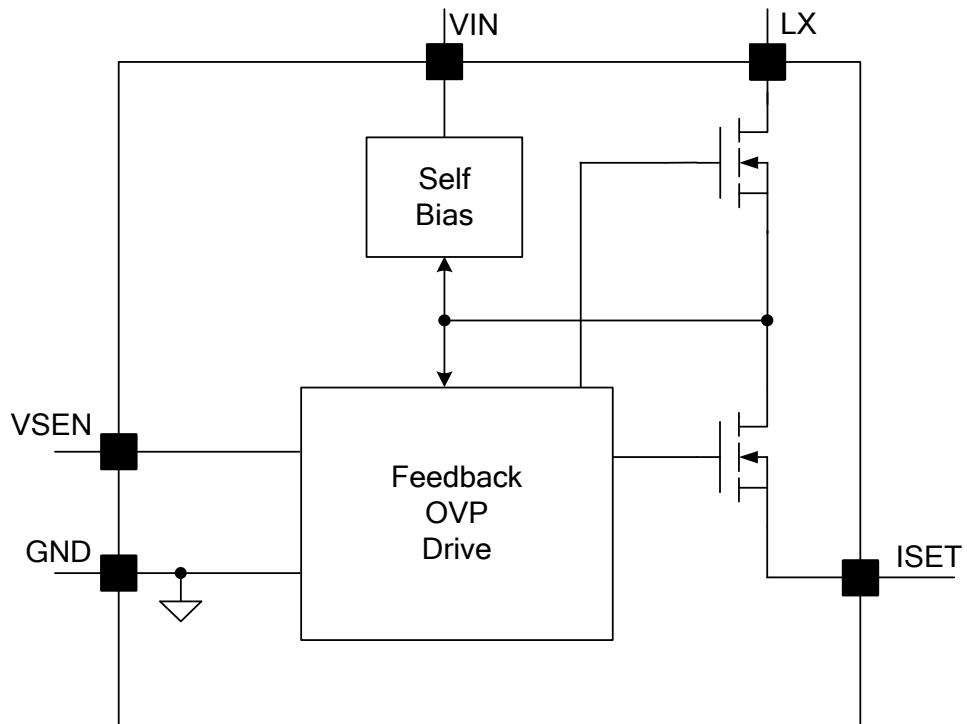 VIN
LX
Self
Bias
VSEN
Feedback
OVP
Drive
GND
ISET